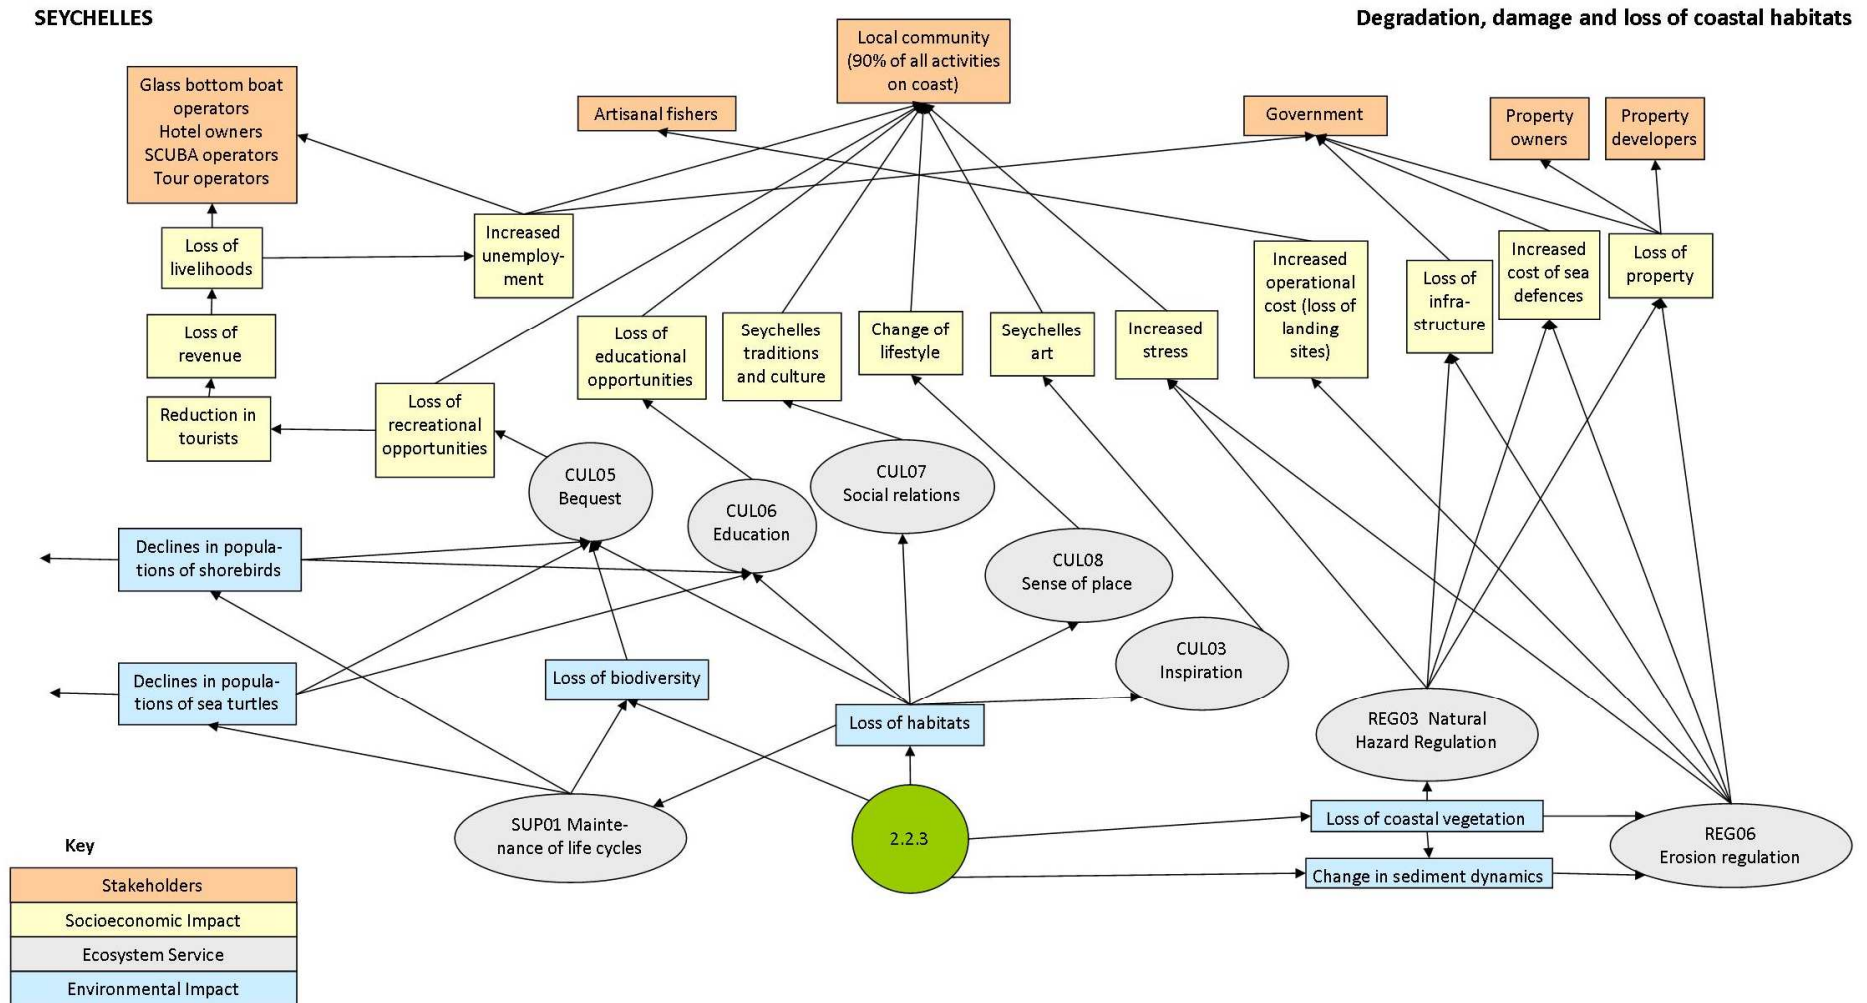 SEYCHELLES
Degradation, damage and loss of coastal habitats
Local community
(90% of all activities
on coast)
Glass bottom boat
operators
Hotel owners
SCUBA operators
Tour operators
Artisanal fishers
Government
Property
owners
Property
developers
Loss of
livelihoods
Increased
unemploy-
ment
Increased
operational
cost (loss of
landing
sites)
Loss of
infra-
structure
Increased
cost of sea
defences
Loss of
property
Loss of
revenue
Loss of
educational
opportunities
Seychelles
traditions
and culture
Change of
lifestyle
Seychelles
art
Increased
stress
Reduction in
tourists
Loss of
recreational
opportunities
CUL05
Bequest
CUL06
Education
CUL07
Social relations
CUL08
Sense of place
CUL03
Inspiration
Declines in popula-
tions of shorebirds
Declines in popula-
tions of sea turtles
Loss of biodiversity
Loss of habitats
REG03  Natural
Hazard Regulation
SUP01 Mainte-
nance of life cycles
2.2.3
Loss of coastal vegetation
Change in sediment dynamics
REG06
Erosion regulation
Key
Stakeholders
Socioeconomic Impact
Ecosystem Service
Environmental Impact